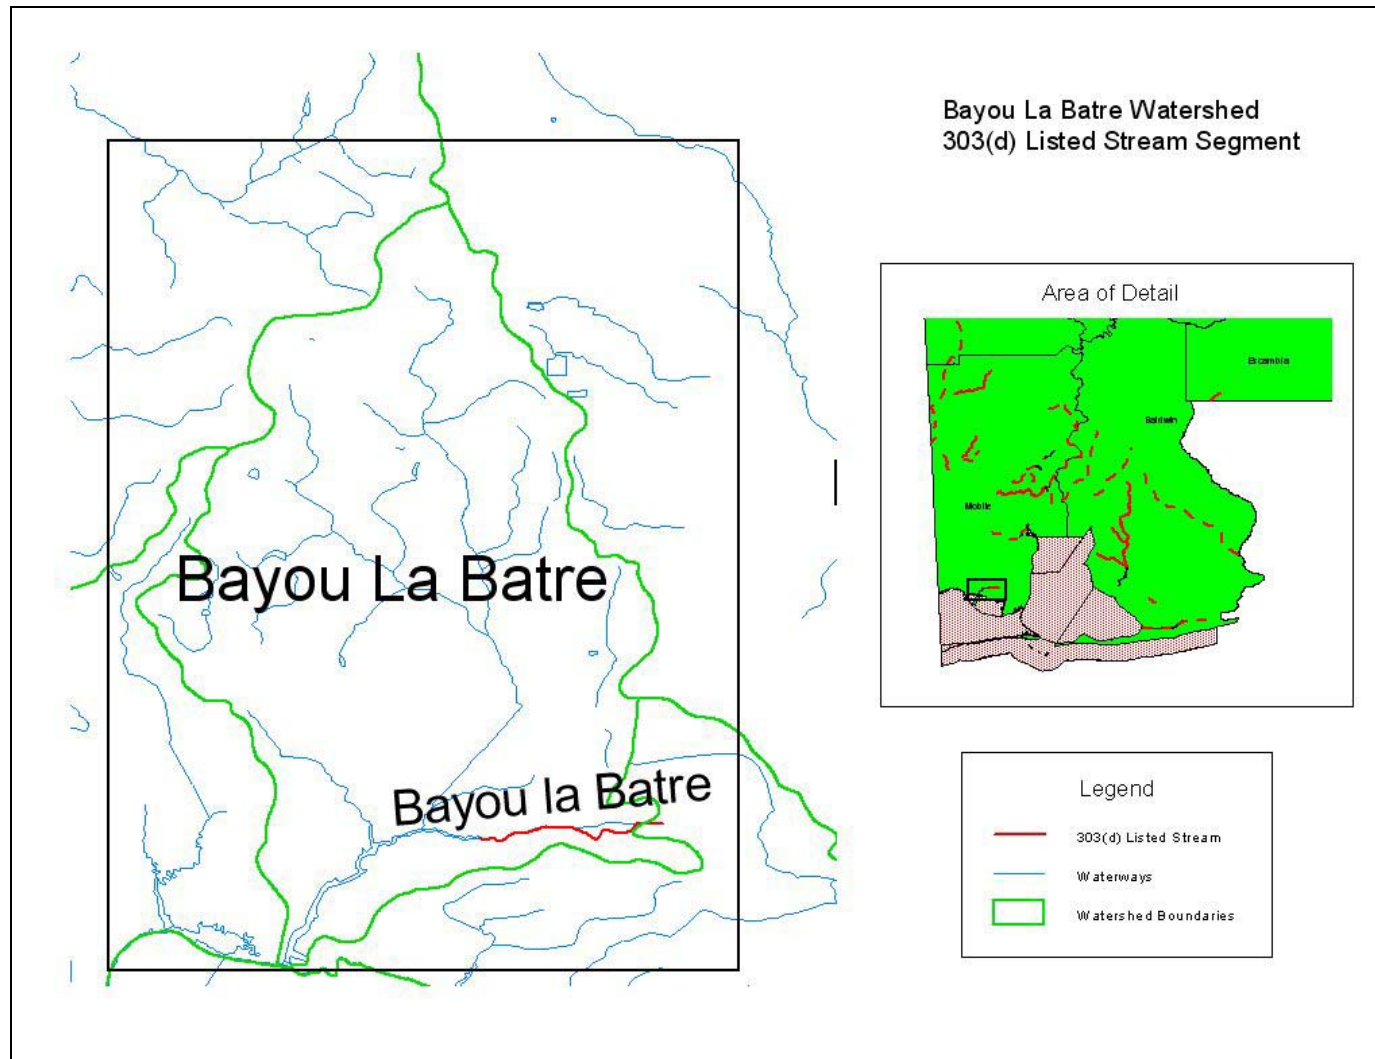 Bayou La Batre Watershed
303(d) Listed Stream Segment
Area of Detail
Escambia
Baldwin
Mobile
Bayou La Batre
Bayou la Batre
Legend
303(d) Listed Stream
Waterways
Watershed Boundaries